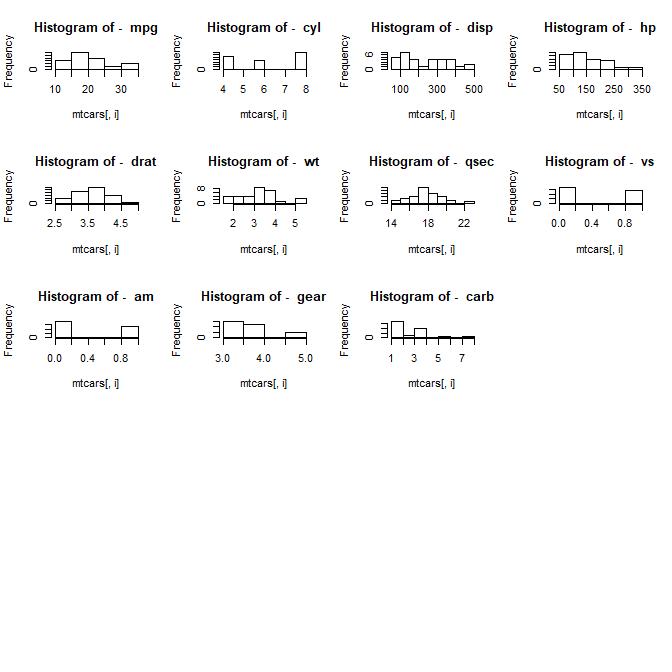 Histogram of - mpg
Frequency
0
10 20 30
mtcars[, i]
Histogram of - cyl
Frequency
0
4 5 6 7 8
mtcars[, i]
Histogram of - disp
Frequency
0 6
100 300 500
mtcars[, i]
Histogram of - hp
Frequency
0
50 150 250 350
mtcars[, i]
Histogram of - drat
Frequency
0
2.5 3.5 4.5
mtcars[, i]
Histogram of - wt
Frequency
0 8
2 3 4 5
mtcars[, i]
Histogram of - qsec
Frequency
0
14 18 22
mtcars[, i]
Histogram of - vs
Frequency
0
0.0 0.4 0.8
mtcars[, i]
Histogram of - am
Frequency
0
0.0 0.4 0.8
mtcars[, i]
Histogram of - gear
Frequency
0
3.0 4.0 5.0
mtcars[, i]
Histogram of - carb
Frequency
0
1 3 5 7
mtcars[, i]